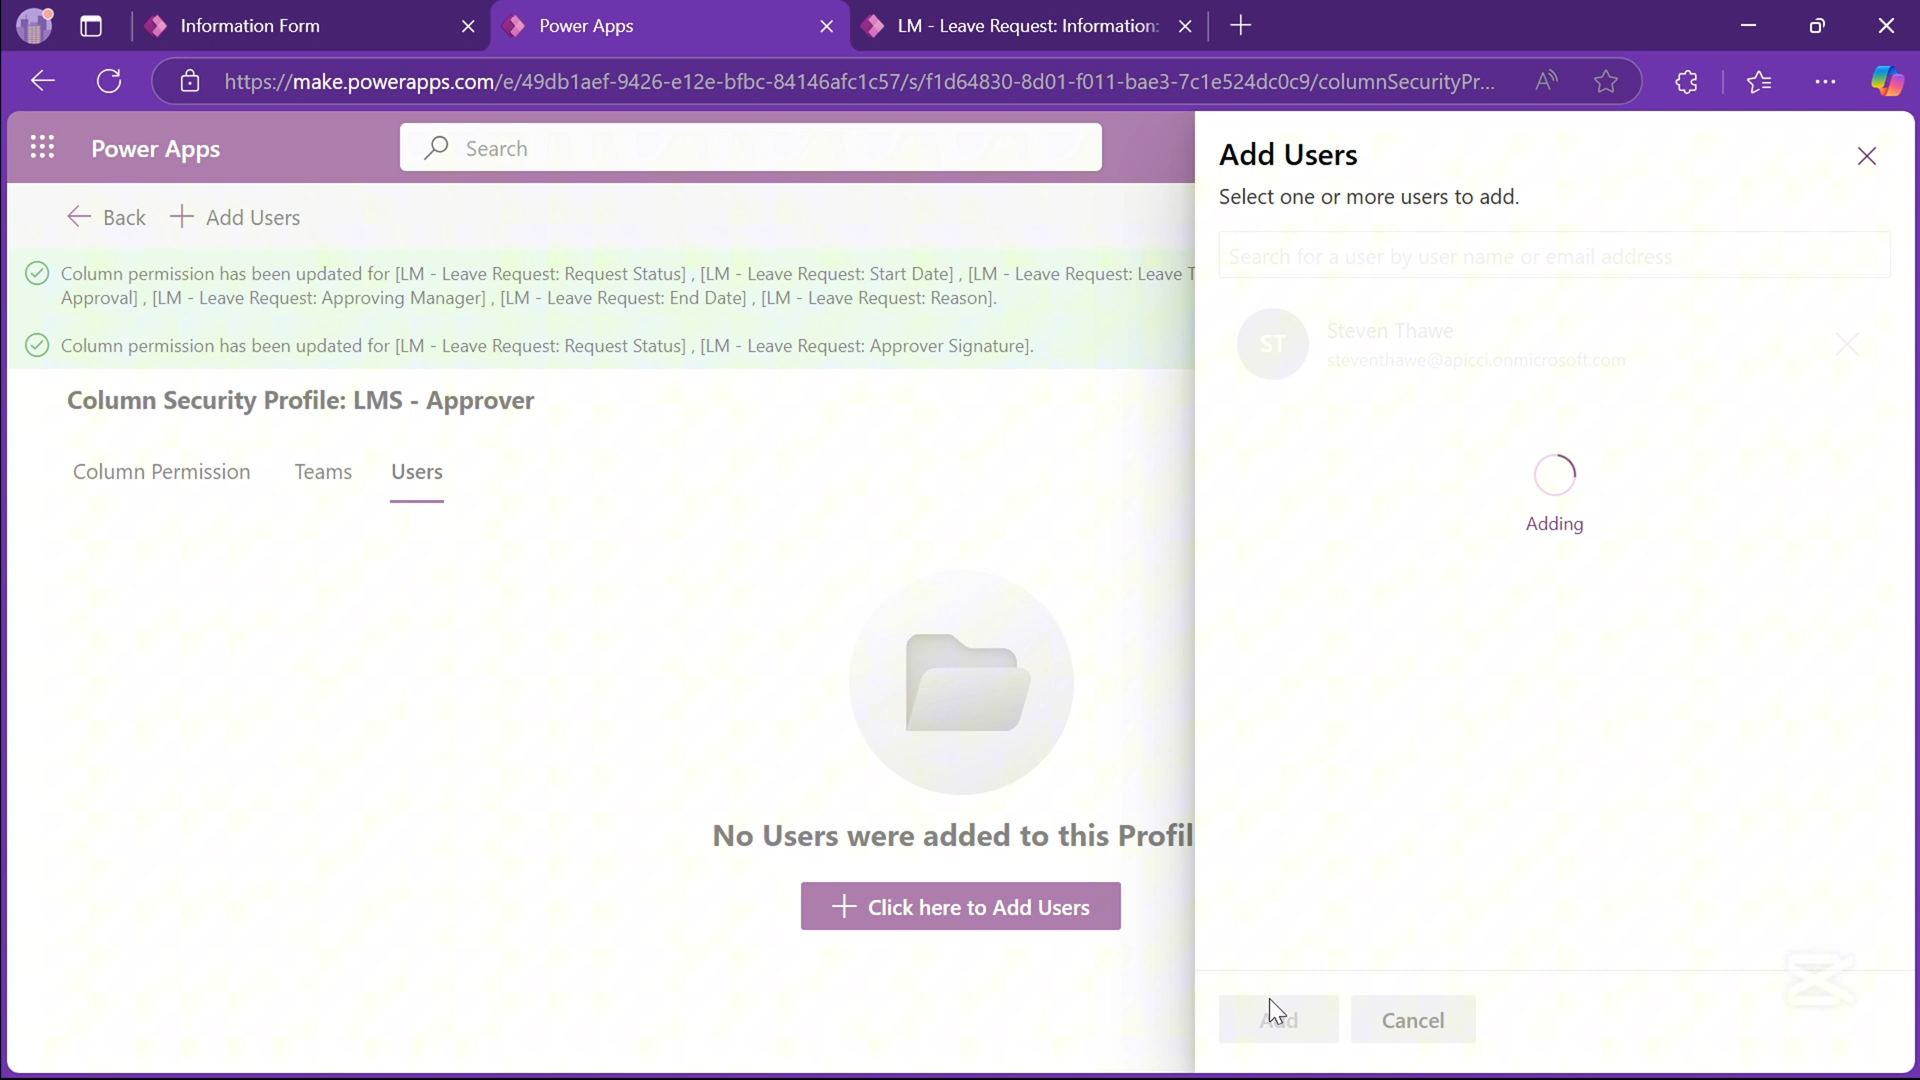 Information Form
Power Apps
LM - Leave Request: Information:
https://make.powerapps.com/e/49db1aef-9426-e12e-bfbc-84146afc1c57/s/f1d64830-8d01-f011-bae3-7c1e524dc0c9/columnSecurityPr...
Power Apps
Search
Back
Add Users
Column permission has been updated for [LM - Leave Request: Request Status] , [LM - Leave Request: Start Date] , [LM - Leave Request: Leave T
Approval] , [LM - Leave Request: Approving Manager] , [LM - Leave Request: End Date] , [LM - Leave Request: Reason].
Column permission has been updated for [LM - Leave Request: Request Status] , [LM - Leave Request: Approver Signature].
Column Security Profile: LMS - Approver
Column Permission
Teams
Users
No Users were added to this Profil
Click here to Add Users
Add Users
Select one or more users to add.
Search for a user by user name or email address
ST
Steven Thawe
steventhawe@apicci.onmicrosoft.com
Adding
Add
Cancel